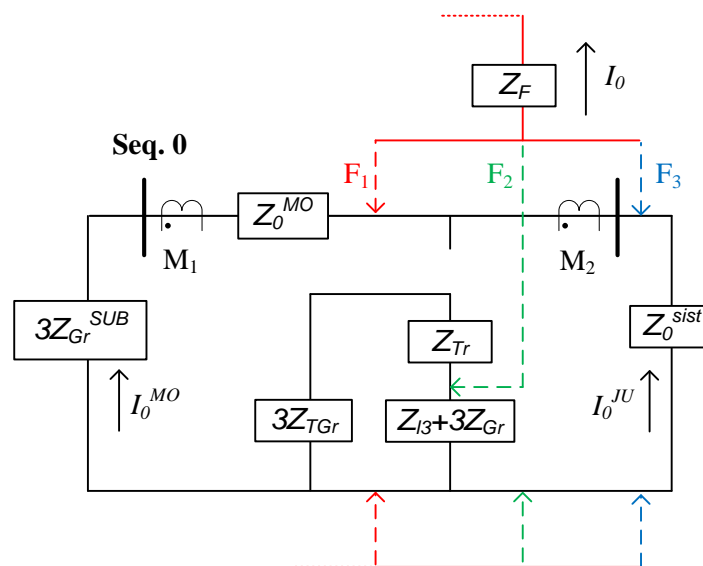 Z_F
I_0
Seq. 0
F_1
F_2
F_3
Z_0^MO
M_1
M_2
3Z_Gr^SUB
Z_Tr
Z_0^sist
I_0^MO
3Z_TGr
Z_I3+3Z_Gr
I_0^JU